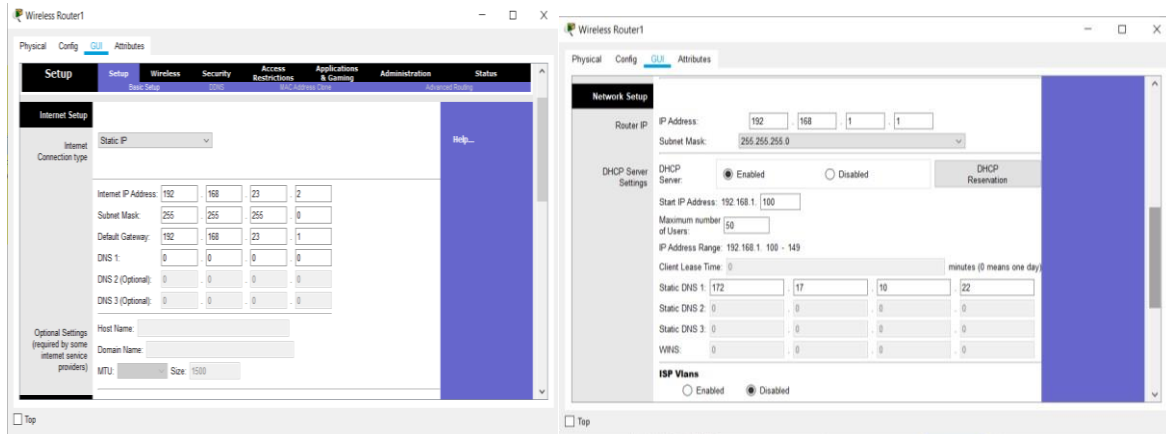 Wireless Router1
Physical Config GUI Attributes
Setup
Setup Wireless Security Access Restrictions Applications & Gaming Administration Status
Basic Setup DDNS MAC Address Clone Advanced Routing
Internet Setup
Internet Connection type
Static IP
Help...
Internet IP Address: 192 . 168 . 23 . 2
Subnet Mask: 255 . 255 . 255 . 0
Default Gateway: 192 . 168 . 23 . 1
DNS 1: 0 . 0 . 0 . 0
DNS 2 (Optional): 0 . 0 . 0 . 0
DNS 3 (Optional): 0 . 0 . 0 . 0
Optional Settings
(required by some
internet service
providers)
Host Name:
Domain Name:
MTU: Size: 1500
Top
Wireless Router1
Physical Config GUI Attributes
Network Setup
Router IP
IP Address: 192 . 168 . 1 . 1
Subnet Mask: 255.255.255.0
DHCP Server Settings
DHCP Server: Enabled Disabled DHCP Reservation
Start IP Address: 192.168.1. 100
Maximum number of Users: 50
IP Address Range: 192.168.1. 100 - 149
Client Lease Time: 0 minutes (0 means one day)
Static DNS 1: 172 . 17 . 10 . 22
Static DNS 2: 0 . 0 . 0 . 0
Static DNS 3: 0 . 0 . 0 . 0
WINS: 0 . 0 . 0 . 0
ISP Vlans
Enabled Disabled
Top